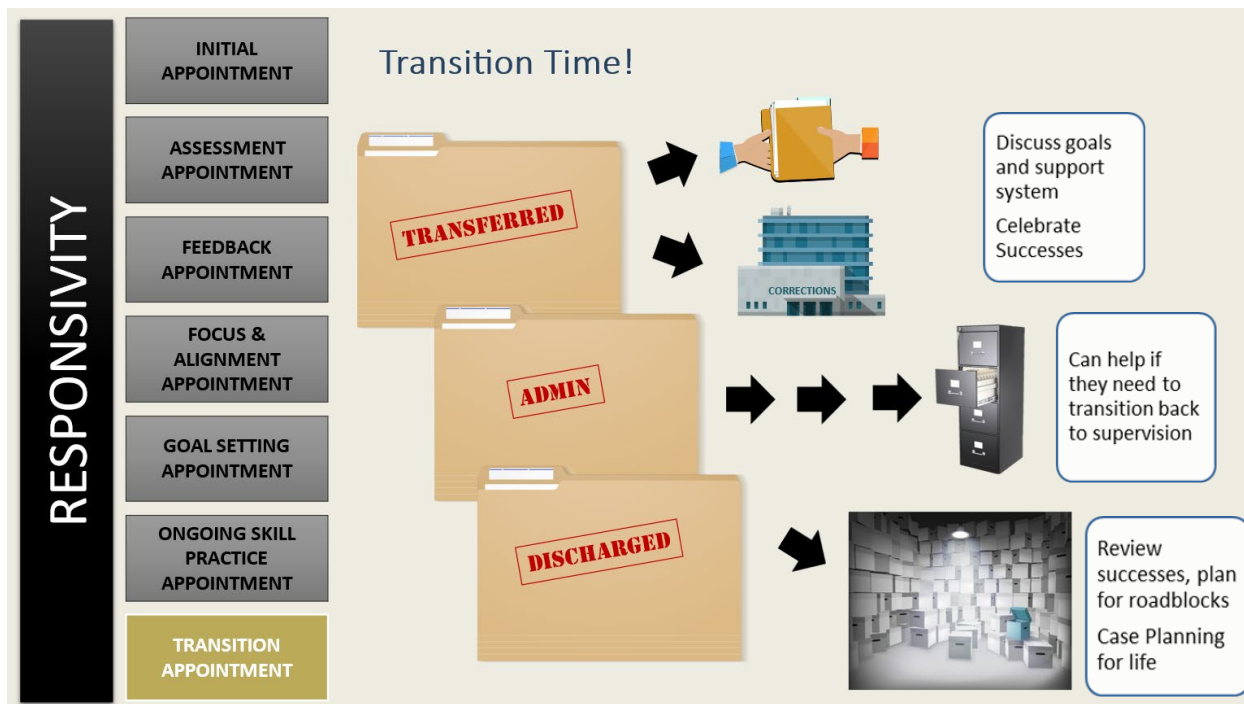 RESPONSIVITY
INITIAL
APPOINTMENT
ASSESSMENT
APPOINTMENT
FEEDBACK
APPOINTMENT
FOCUS &
ALIGNMENT
APPOINTMENT
GOAL SETTING
APPOINTMENT
ONGOING SKILL
PRACTICE
APPOINTMENT
TRANSITION
APPOINTMENT
Transition Time!
TRANSFERRED
CORRECTIONS
Discuss goals
and support
system
Celebrate
Successes
ADMIN
Can help if
they need to
transition back
to supervision
DISCHARGED
Review
successes, plan
for roadblocks
Case Planning
for life